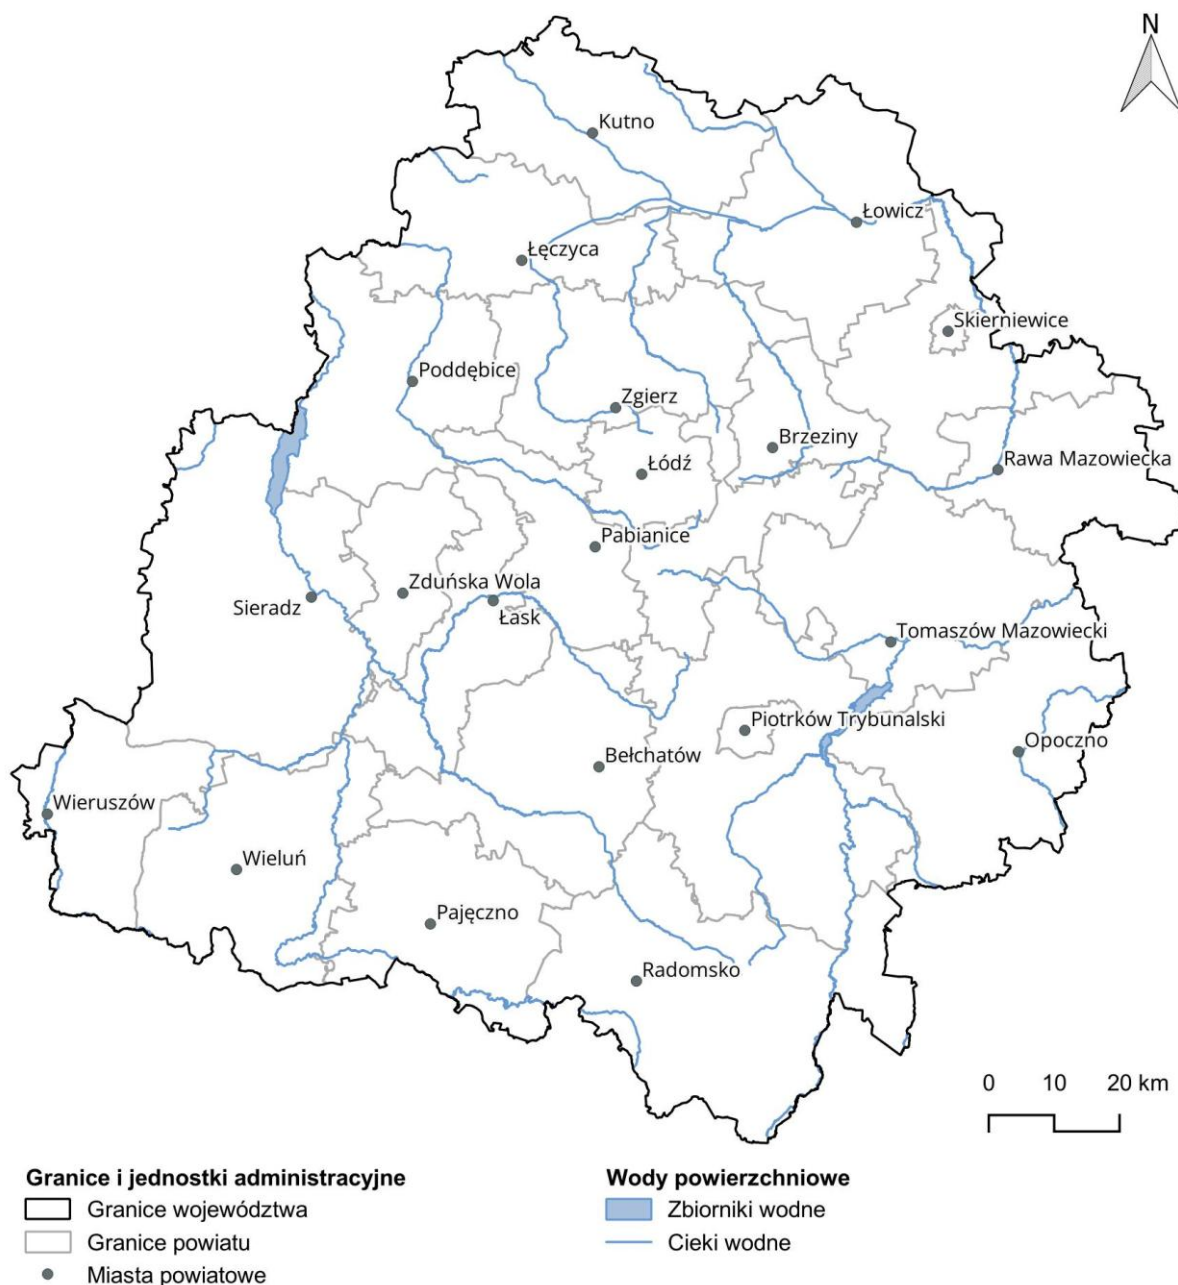 N
Kutno
Łowicz
Łęczyca
Skierniewice
Poddębice
Zgierz
Brzeziny
Łódź
Rawa Mazowiecka
Pabianice
Zduńska Wola
Sieradz
Łask
Tomaszów Mazowiecki
Piotrków Trybunalski
Opoczno
Bełchatów
Wieruszów
Wieluń
Pajęczno
Radomsko
0 10 20 km
Granice i jednostki administracyjne
Granice województwa
Granice powiatu
Miasta powiatowe
Wody powierzchniowe
Zbiorniki wodne
Cieki wodne